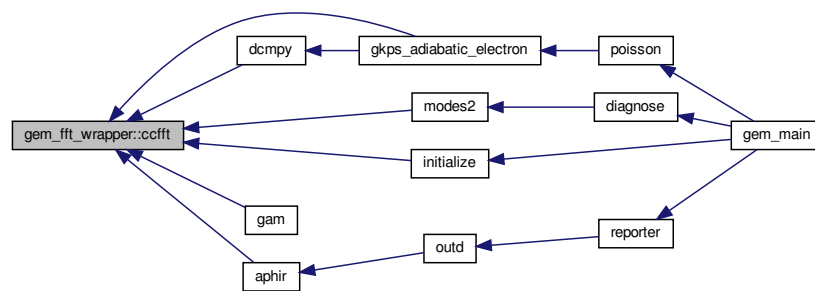 dcmpy
gkps_adiabatic_electron
poisson
modes2
diagnose
gem_fft_wrapper::ccfft
gem_main
initialize
gam
reporter
outd
aphir